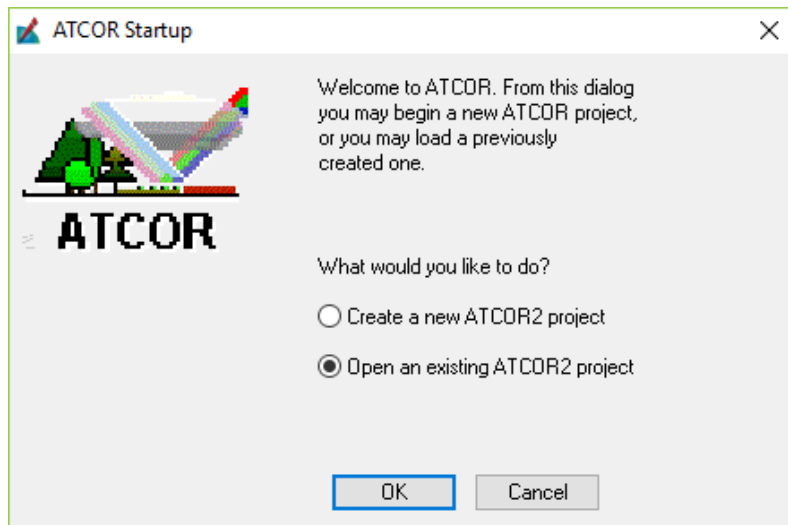 ATCOR Startup
Welcome to ATCOR. From this dialog
you may begin a new ATCOR project,
or you may load a previously
created one.
ATCOR
What would you like to do?
Create a new ATCOR2 project
Open an existing ATCOR2 project
OK
Cancel